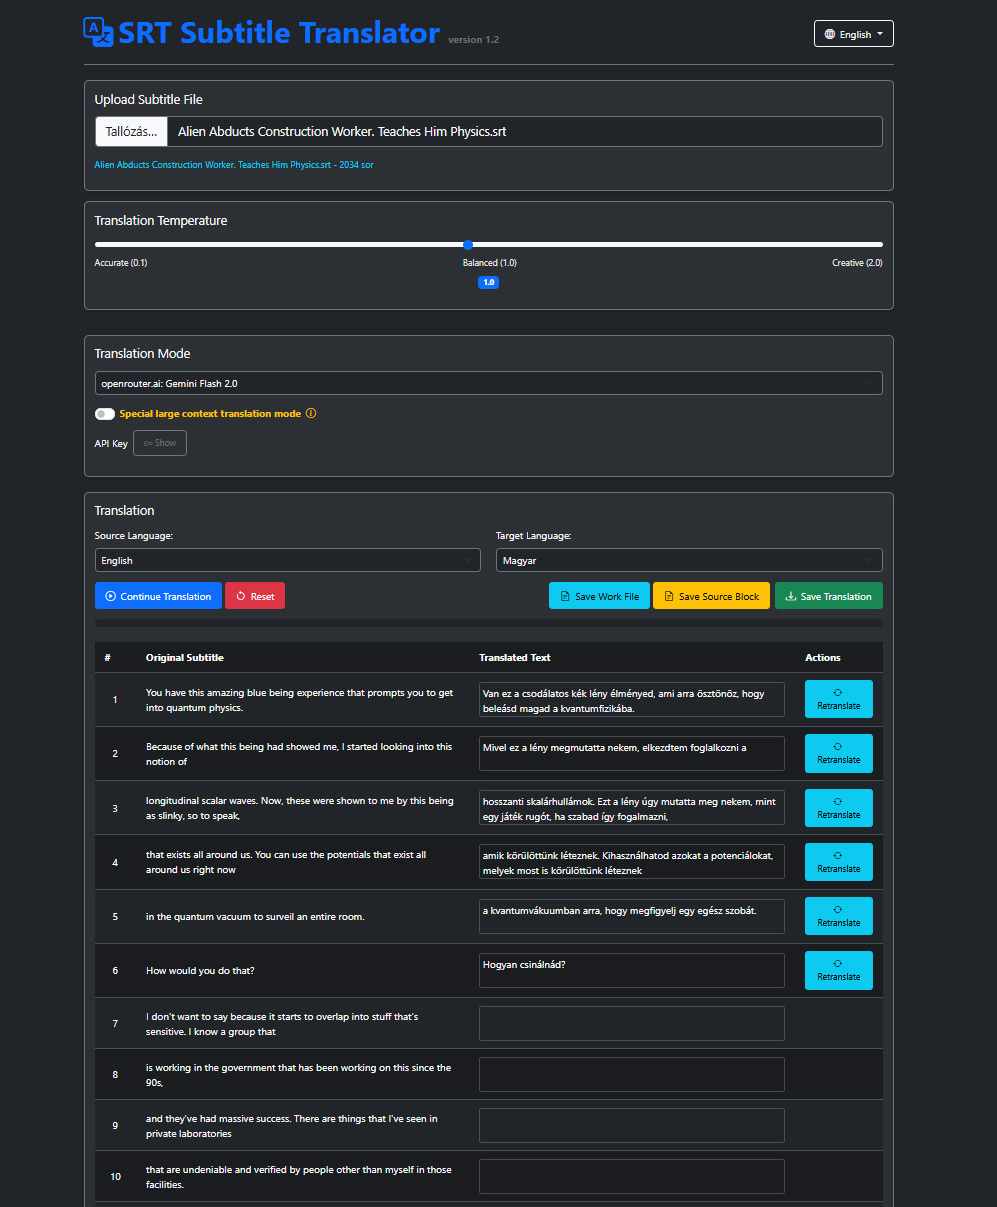 SRT Subtitle Translator version 1.2
English
Upload Subtitle File
Tallózás... Alien Abducts Construction Worker. Teaches Him Physics.srt
Alien Abducts Construction Worker. Teaches Him Physics.srt - 2034 sor
Translation Temperature
Accurate (0.1) Balanced (1.0) Creative (2.0)
1.0
Translation Mode
openrouter.ai: Gemini Flash 2.0
Special large context translation mode
API Key Show
Translation
Source Language: Target Language:
English Magyar
Continue Translation Reset Save Work File Save Source Block Save Translation
# Original Subtitle Translated Text Actions
1
You have this amazing blue being experience that prompts you to get
into quantum physics.
Van ez a csodálatos kék lény élményed, ami arra ösztönöz, hogy
beleásd magad a kvantumfizikába.
Retranslate
2
Because of what this being had showed me, I started looking into this
notion of
Mivel ez a lény megmutatta nekem, elkezdtem foglalkozni a
Retranslate
3
longitudinal scalar waves. Now, these were shown to me by this being
as slinky, so to speak,
hosszanti skalárhullámok. Ezt a lény úgy mutatta meg nekem, mint
egy játék rugót, ha szabad így fogalmazni,
Retranslate
4
that exists all around us. You can use the potentials that exist all
around us right now
amik körülöttünk léteznek. Kihasználhatod azokat a potenciálokat,
melyek most is körülöttünk léteznek
Retranslate
5
in the quantum vacuum to surveil an entire room.
a kvantumvákuumban arra, hogy megfigyelj egy egész szobát.
Retranslate
6
How would you do that?
Hogyan csinálnád?
Retranslate
7
I don't want to say because it starts to overlap into stuff that's
sensitive. I know a group that
8
is working in the government that has been working on this since the
90s,
9
and they've had massive success. There are things that I've seen in
private laboratories
10
that are undeniable and verified by people other than myself in those
facilities.